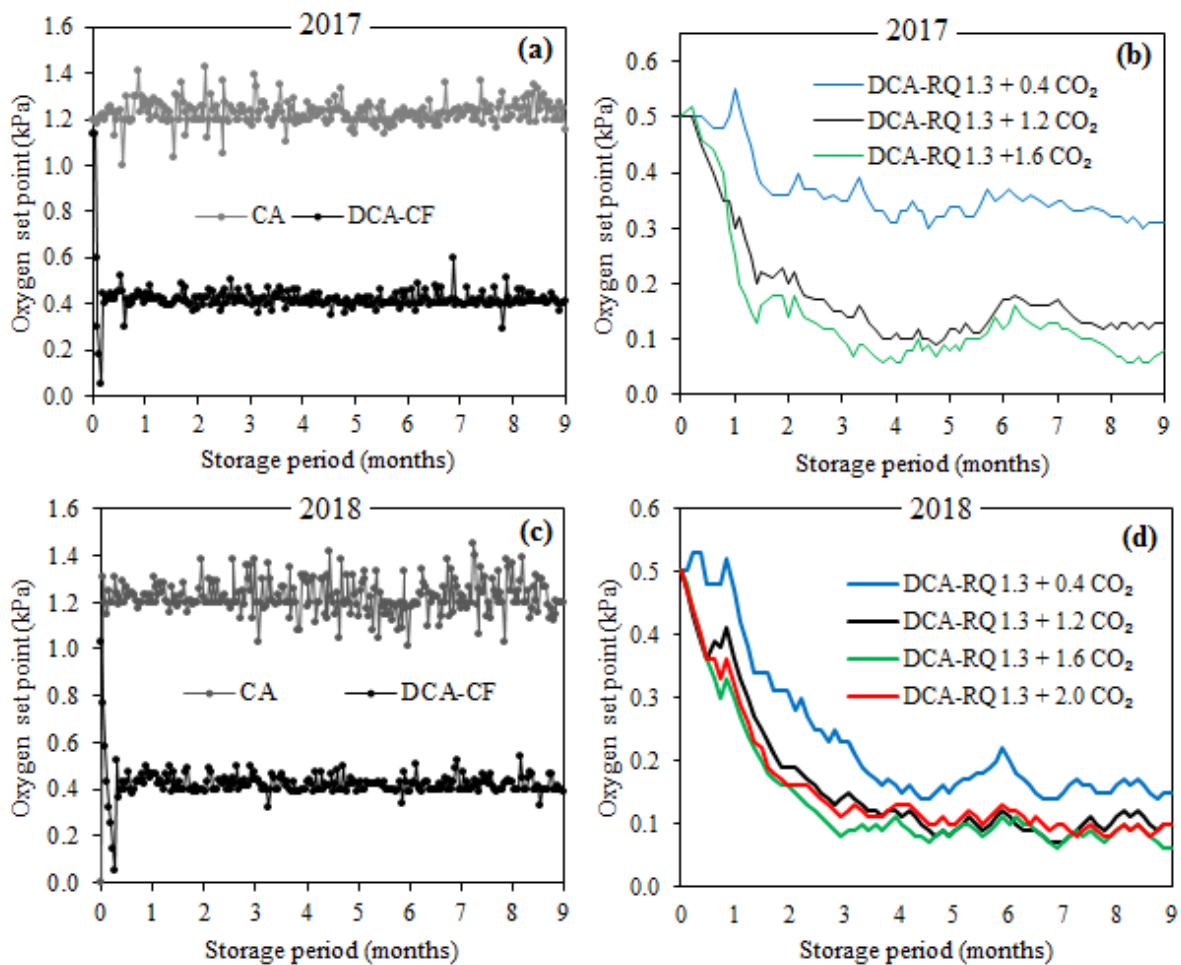 2017
(a)
Oxygen set point (kPa)
1.6
1.4
1.2
1.0
0.8
0.6
0.4
0.2
0.0
CA
DCA-CF
0 1 2 3 4 5 6 7 8 9
Storage period (months)
2017
(b)
Oxygen set point (kPa)
0.6
0.5
0.4
0.3
0.2
0.1
0.0
DCA-RQ 1.3 + 0.4 CO₂
DCA-RQ 1.3 + 1.2 CO₂
DCA-RQ 1.3 +1.6 CO₂
0 1 2 3 4 5 6 7 8 9
Storage period (months)
2018
(c)
Oxygen set point (kPa)
1.6
1.4
1.2
1.0
0.8
0.6
0.4
0.2
0.0
CA
DCA-CF
0 1 2 3 4 5 6 7 8 9
Storage period (months)
2018
(d)
Oxygen set point (kPa)
0.6
0.5
0.4
0.3
0.2
0.1
0.0
DCA-RQ 1.3 + 0.4 CO₂
DCA-RQ 1.3 + 1.2 CO₂
DCA-RQ 1.3 + 1.6 CO₂
DCA-RQ 1.3 + 2.0 CO₂
0 1 2 3 4 5 6 7 8 9
Storage period (months)